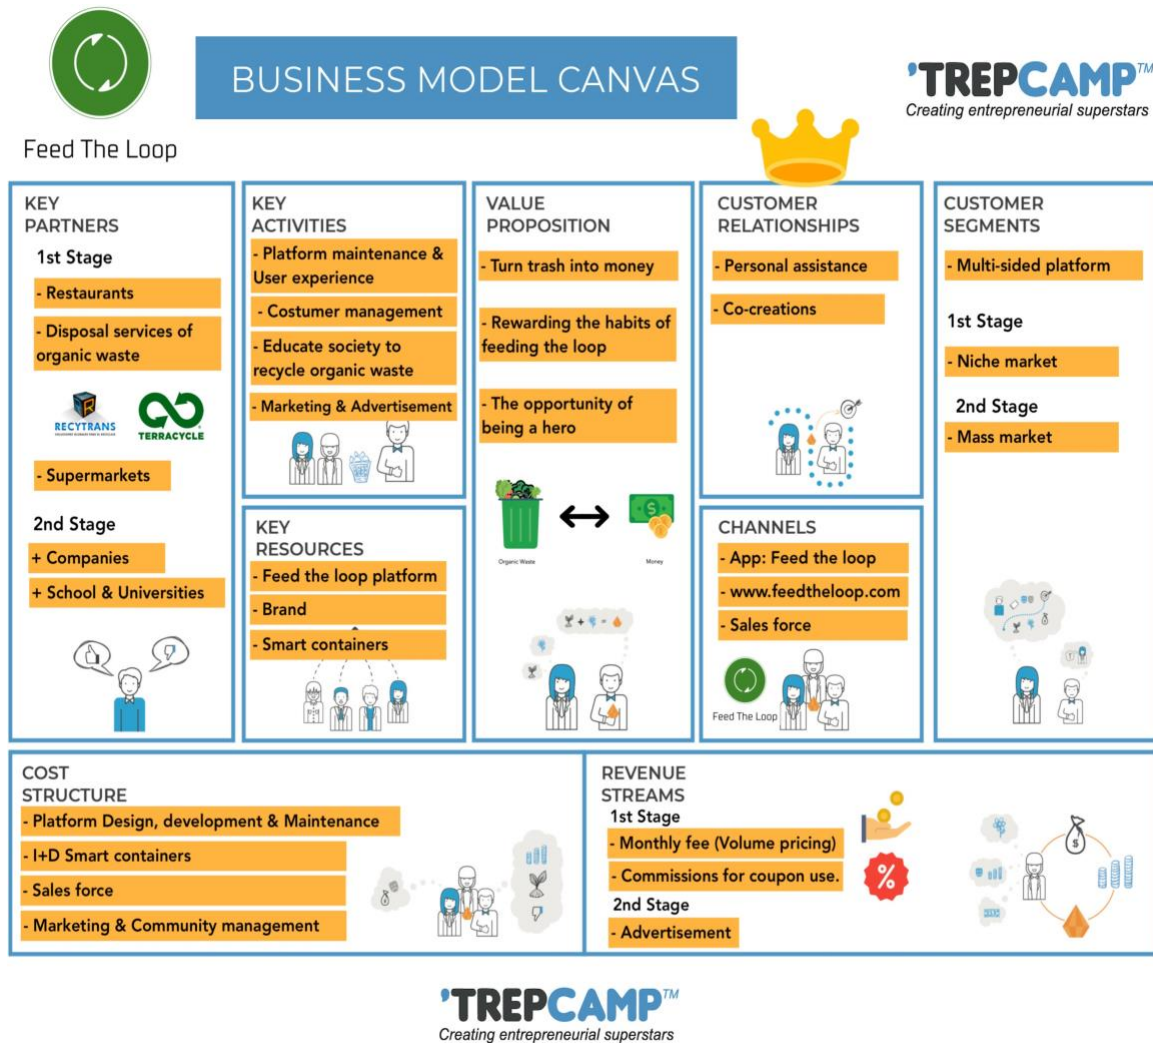 BUSINESS MODEL CANVAS
'TREPCAMP™
Creating entrepreneurial superstars
Feed The Loop
KEY
PARTNERS
1st Stage
- Restaurants
- Disposal services of
organic waste
RECYTRANS
TERRACYCLE
- Supermarkets
2nd Stage
+ Companies
+ School & Universities
KEY
ACTIVITIES
- Platform maintenance &
User experience
- Costumer management
- Educate society to
recycle organic waste
- Marketing & Advertisement
KEY
RESOURCES
- Feed the loop platform
- Brand
- Smart containers
VALUE
PROPOSITION
- Turn trash into money
- Rewarding the habits of
feeding the loop
- The opportunity of
being a hero
Organic Waste
Money
CUSTOMER
RELATIONSHIPS
- Personal assistance
- Co-creations
CHANNELS
- App: Feed the loop
- www.feedtheloop.com
- Sales force
Feed The Loop
CUSTOMER
SEGMENTS
- Multi-sided platform
1st Stage
- Niche market
2nd Stage
- Mass market
COST
STRUCTURE
- Platform Design, development & Maintenance
- I+D Smart containers
- Sales force
- Marketing & Community management
REVENUE
STREAMS
1st Stage
- Monthly fee (Volume pricing)
- Commissions for coupon use.
2nd Stage
- Advertisement
%
$
'TREPCAMP™
Creating entrepreneurial superstars